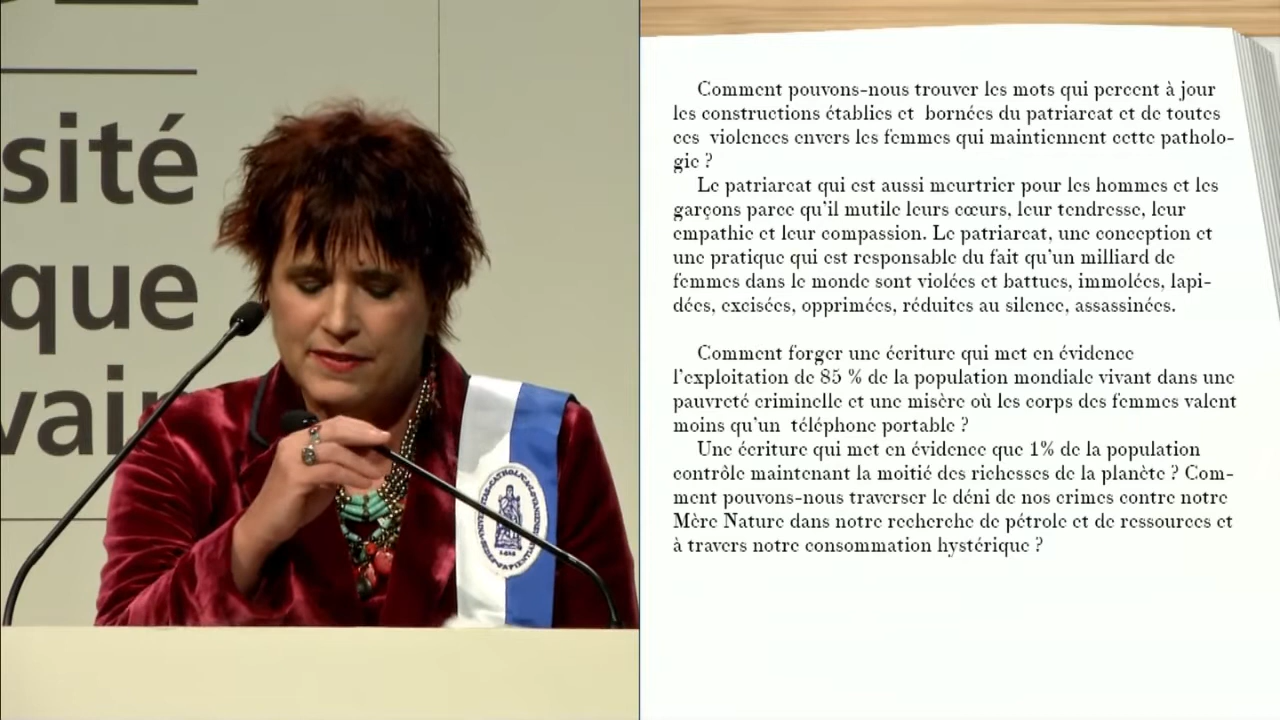 sité
que
vain
Comment pouvons-nous trouver les mots qui percent à jour
les constructions établies et bornées du patriarcat et de toutes
ces violences envers les femmes qui maintiennent cette patholo-
gie ?
Le patriarcat qui est aussi meurtrier pour les hommes et les
garçons parce qu'il mutile leurs cœurs, leur tendresse, leur
empathie et leur compassion. Le patriarcat, une conception et
une pratique qui est responsable du fait qu'un milliard de
femmes dans le monde sont violées et battues, immolées, lapi-
dées, excisées, opprimées, réduites au silence, assassinées.
Comment forger une écriture qui met en évidence
l'exploitation de 85 % de la population mondiale vivant dans une
pauvreté criminelle et une misère où les corps des femmes valent
moins qu'un téléphone portable ?
Une écriture qui met en évidence que 1% de la population
contrôle maintenant la moitié des richesses de la planète ? Com-
ment pouvons-nous traverser le déni de nos crimes contre notre
Mère Nature dans notre recherche de pétrole et de ressources et
à travers notre consommation hystérique ?